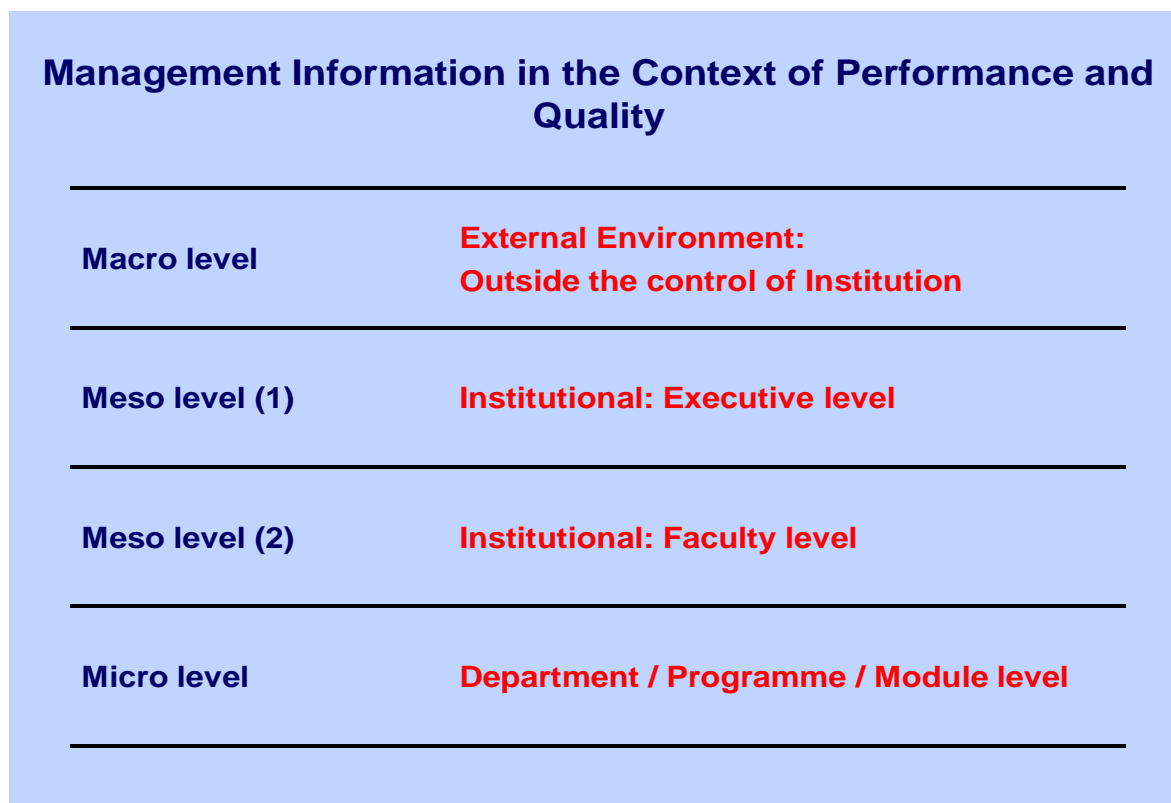 Management Information in the Context of Performance and
Quality
Macro level
External Environment:
Outside the control of Institution
Meso level (1)
Institutional: Executive level
Meso level (2)
Institutional: Faculty level
Micro level
Department / Programme / Module level